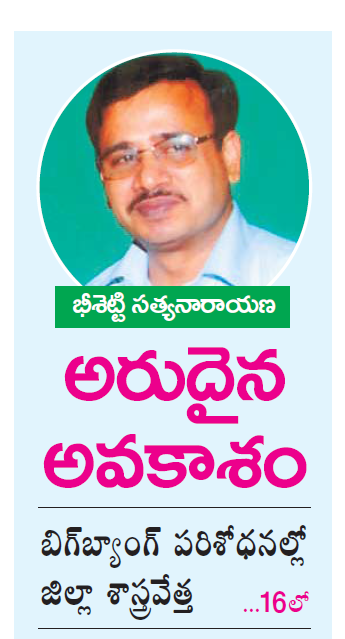 భీశెట్టి సత్యనారాయణ
అరుదైన
అవకాశం
బిగ్‌బ్యాంగ్ పరిశోధనల్లో
జిల్లా శాస్త్రవేత్త ...16లో